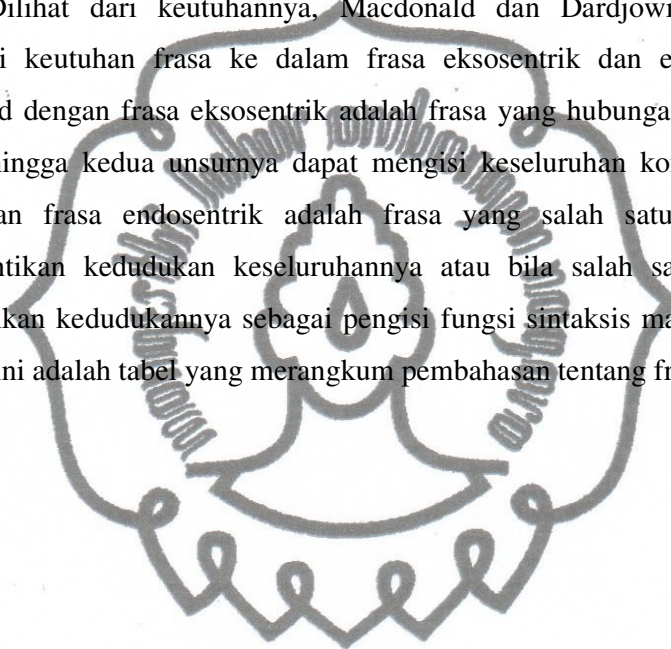 Dilihat dari keutuhannya, Macdonald dan Dardjowi
i keutuhan frasa ke dalam frasa eksosentrik dan e
d dengan frasa eksosentrik adalah frasa yang hubunga
hingga kedua unsurnya dapat mengisi keseluruhan ko
an frasa endosentrik adalah frasa yang salah satu
ntikan kedudukan keseluruhannya atau bila salah sa
kan kedudukannya sebagai pengisi fungsi sintaksis ma
ini adalah tabel yang merangkum pembahasan tentang fr